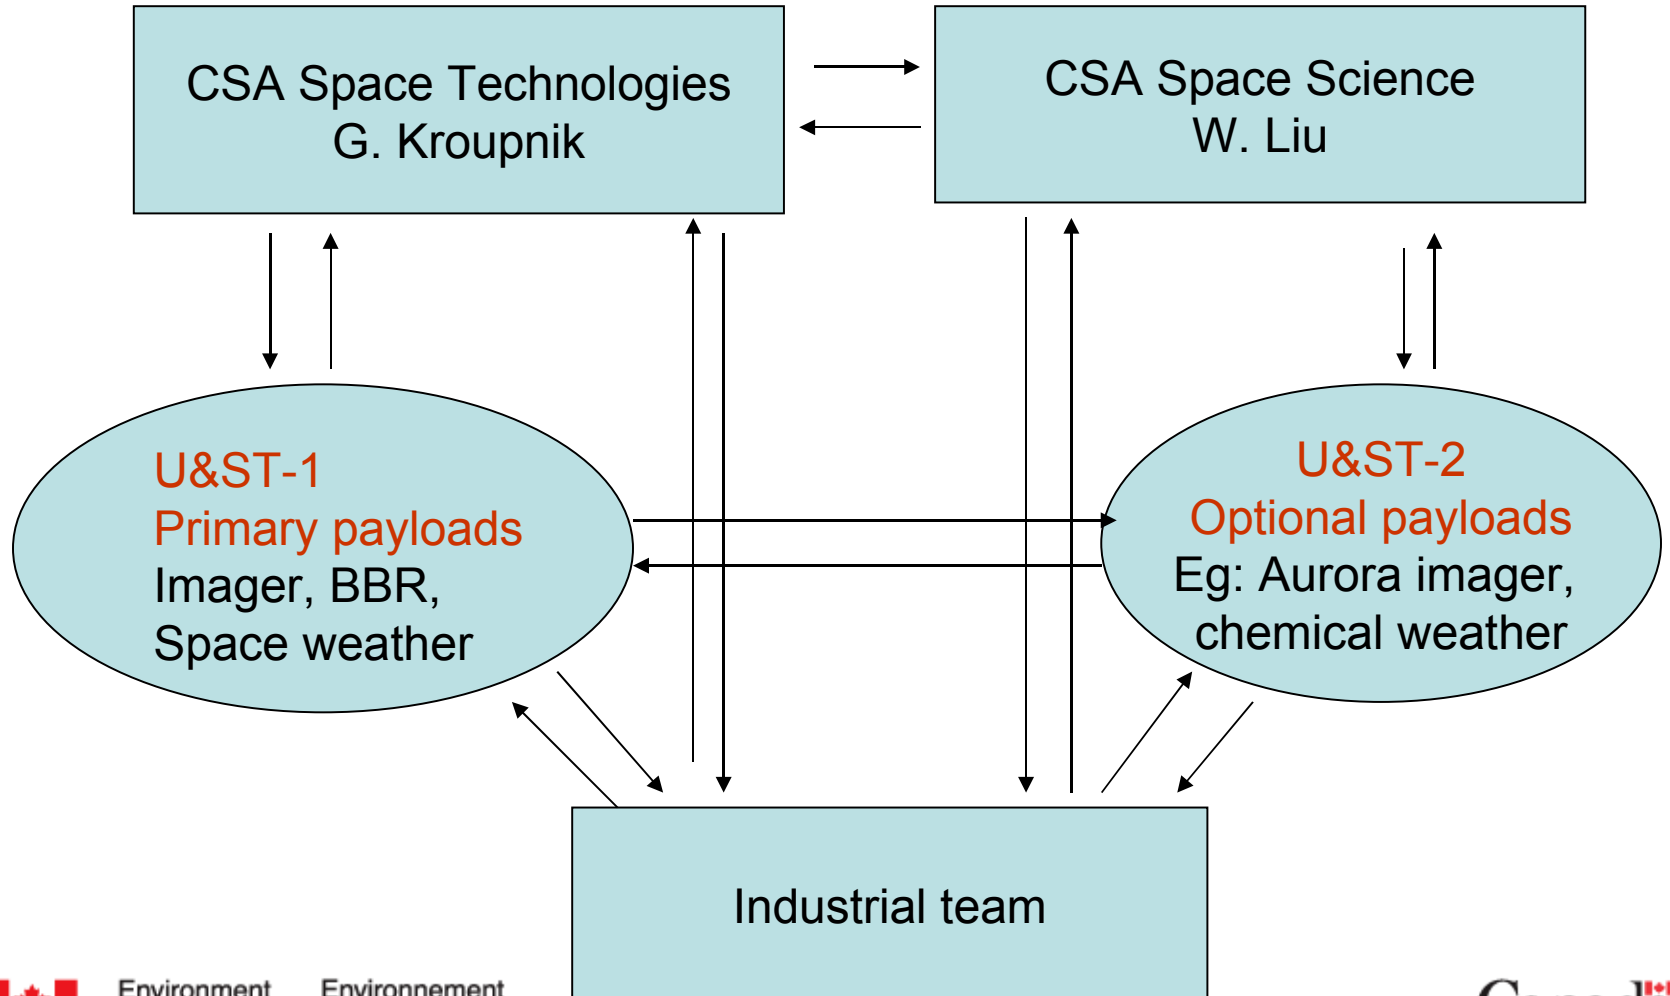 CSA Space Technologies
G. Kroupnik
CSA Space Science
W. Liu
U&ST-1
Primary payloads
Imager, BBR,
Space weather
U&ST-2
Optional payloads
Eg: Aurora imager,
chemical weather
Industrial team
Environment
Environnement